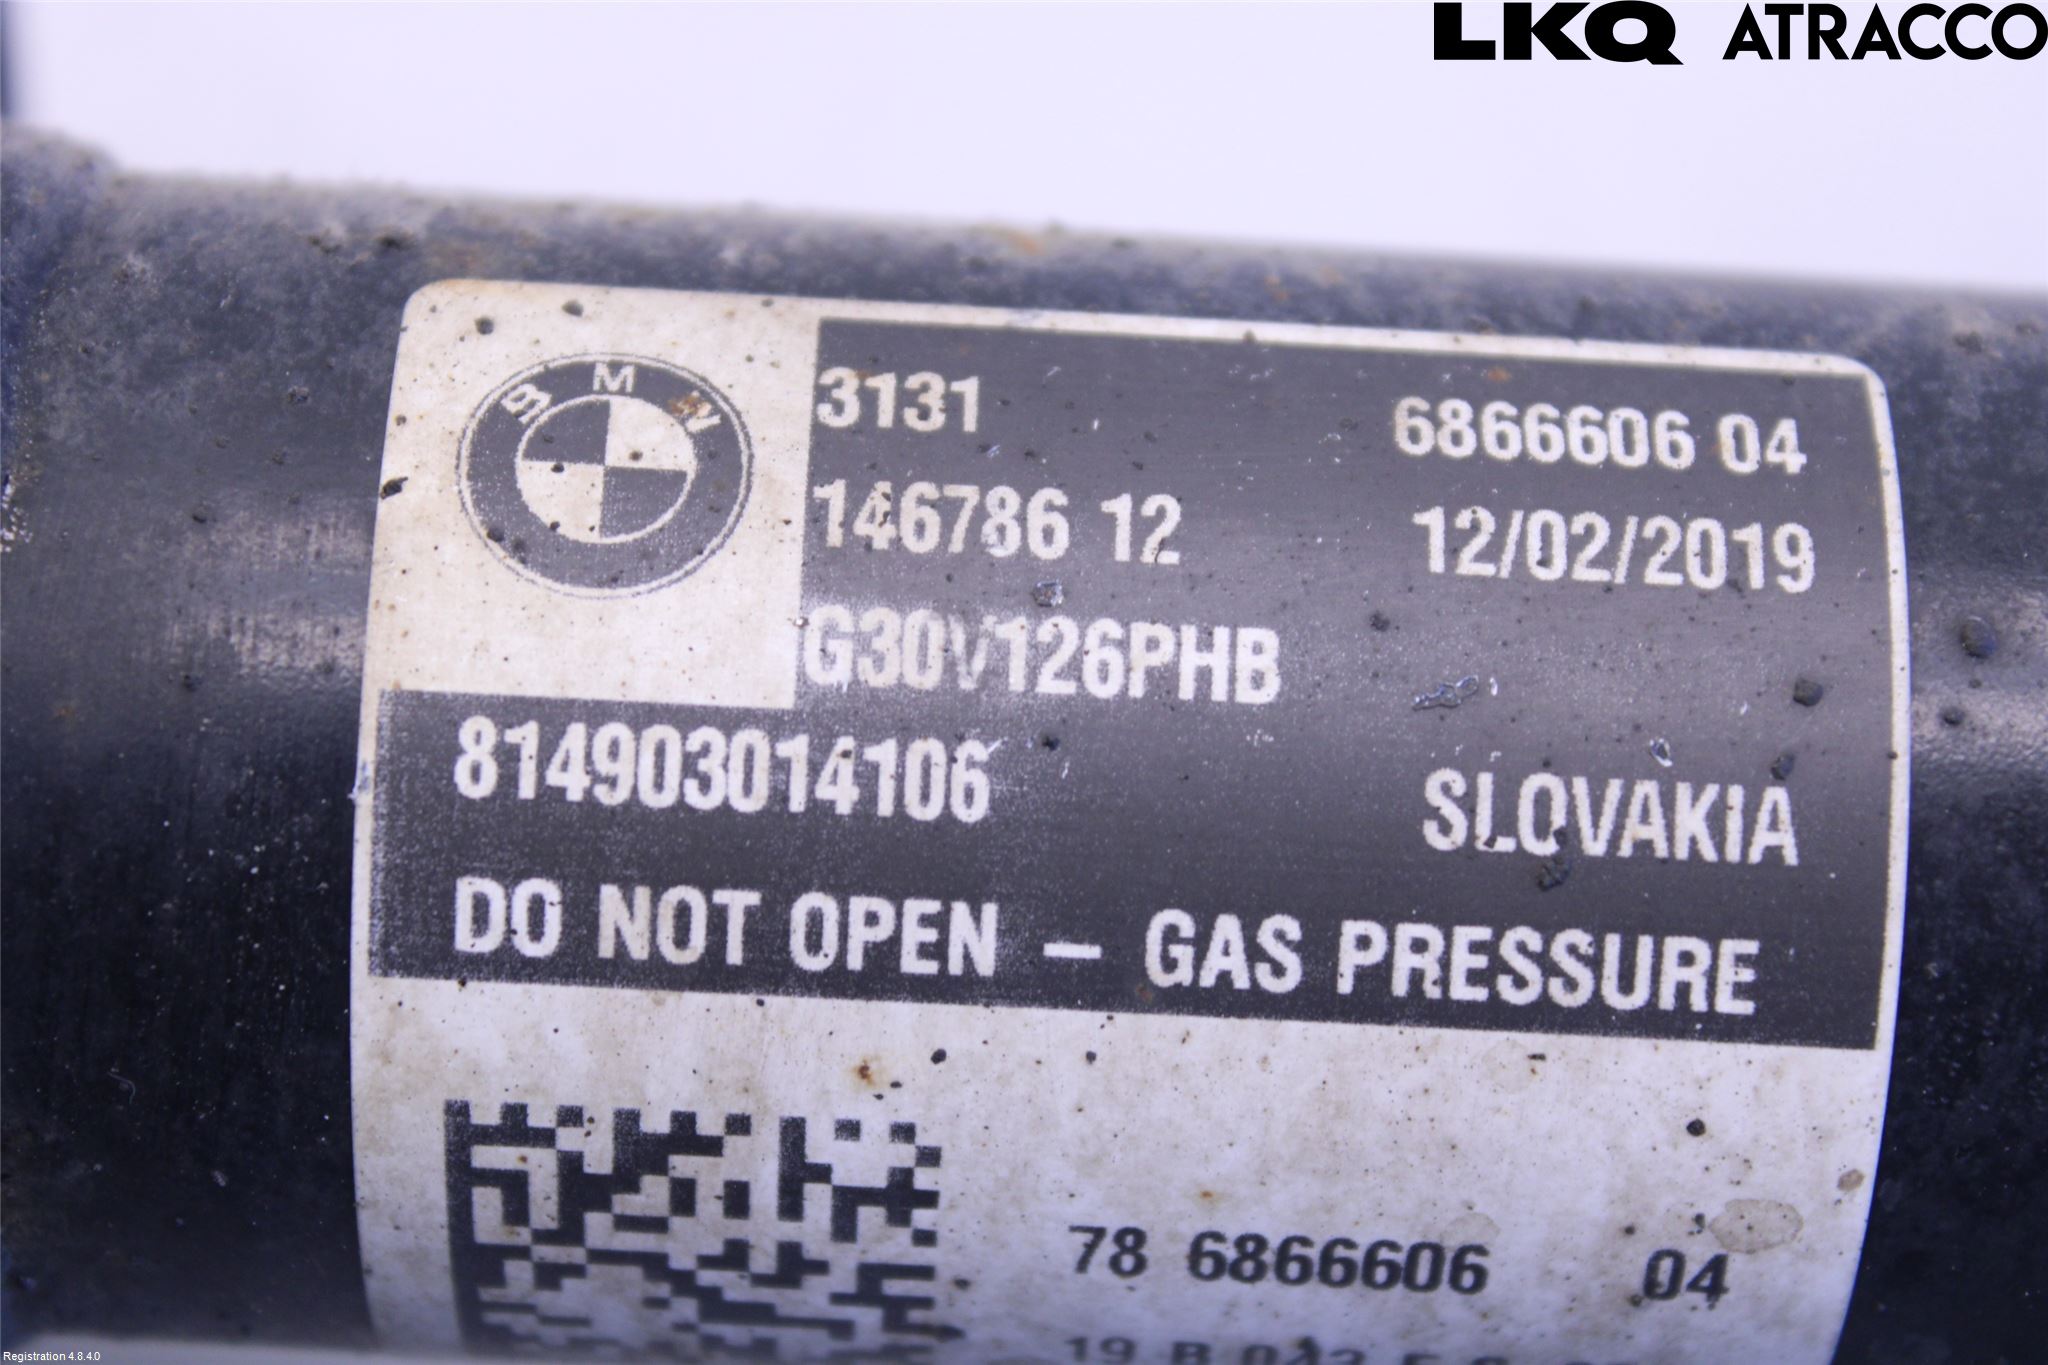 LKQ ATRACCO
BMW
3131 6866606 04
146786 12 12/02/2019
G30V126PHB
814903014106 SLOVAKIA
DO NOT OPEN – GAS PRESSURE
78 6866606 04
19 B
Registration 4.8.4.0